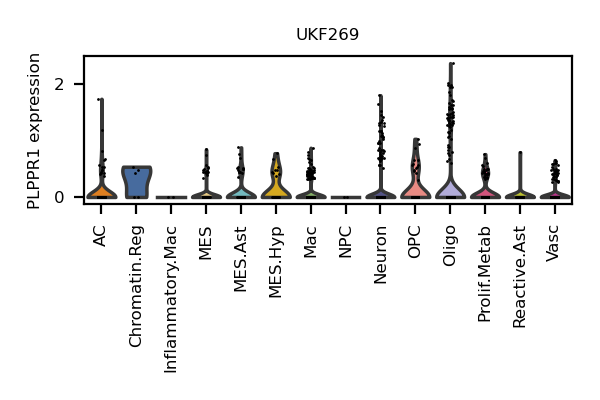 UKF269
PLPPR1 expression
2
0
AC
Chromatin.Reg
Inflammatory.Mac
MES
MES.Ast
MES.Hyp
Mac
NPC
Neuron
OPC
Oligo
Prolif.Metab
Reactive.Ast
Vasc